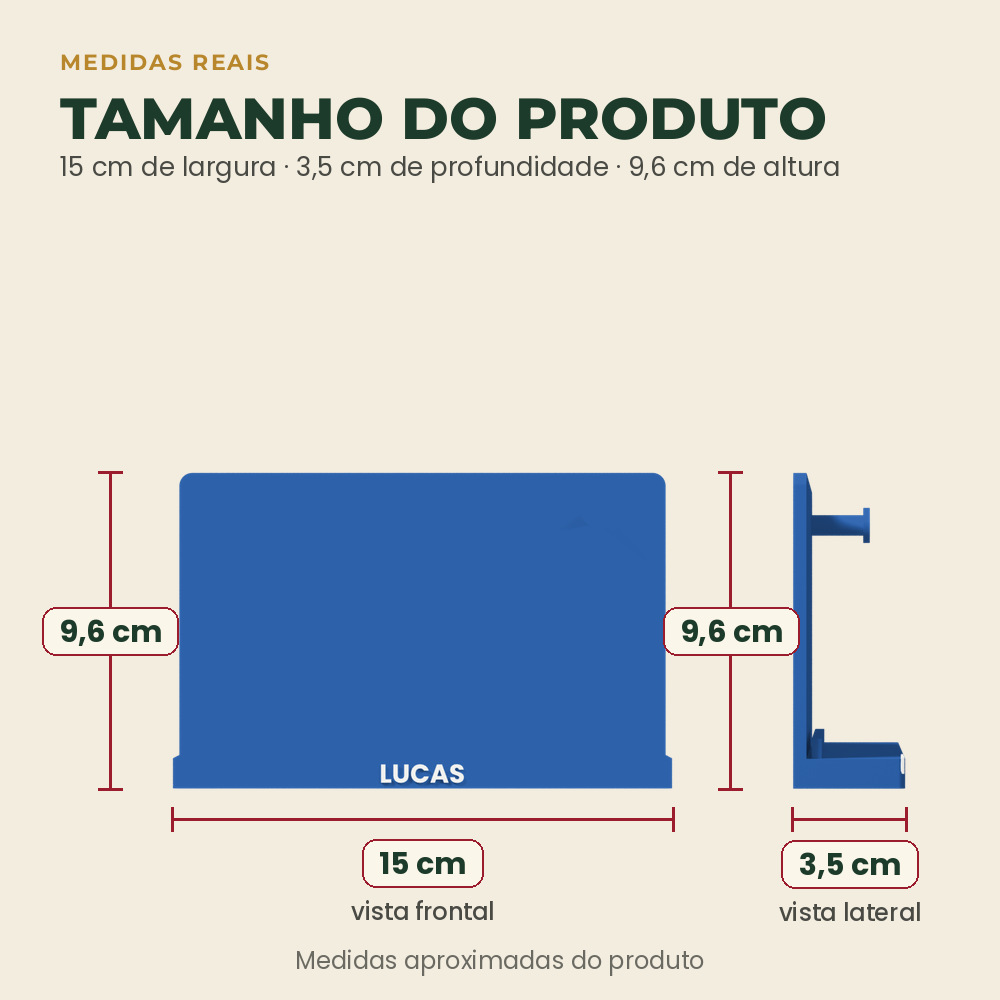 MEDIDAS REAIS
TAMANHO DO PRODUTO
15 cm de largura · 3,5 cm de profundidade · 9,6 cm de altura
9,6 cm
9,6 cm
LUCAS
15 cm
3,5 cm
vista frontal
vista lateral
Medidas aproximadas do produto